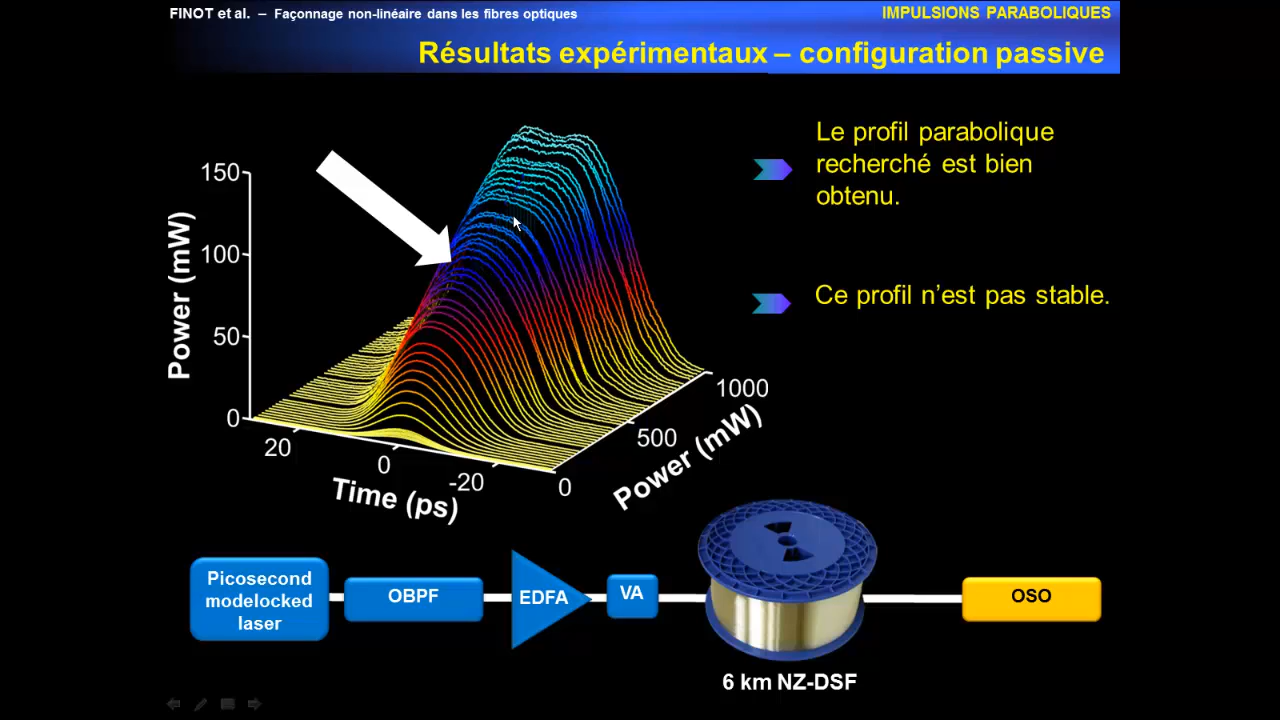 FINOT et al. – Façonnage non-linéaire dans les fibres optiques
IMPULSIONS PARABOLIQUES
Résultats expérimentaux – configuration passive
Le profil parabolique
recherché est bien
obtenu.
Ce profil n’est pas stable.
Power (mW)
150
100
50
0
20
0
-20
Time (ps)
0
500
1000
Power (mW)
Picosecond
modelocked
laser
OBPF
EDFA
VA
OSO
6 km NZ-DSF